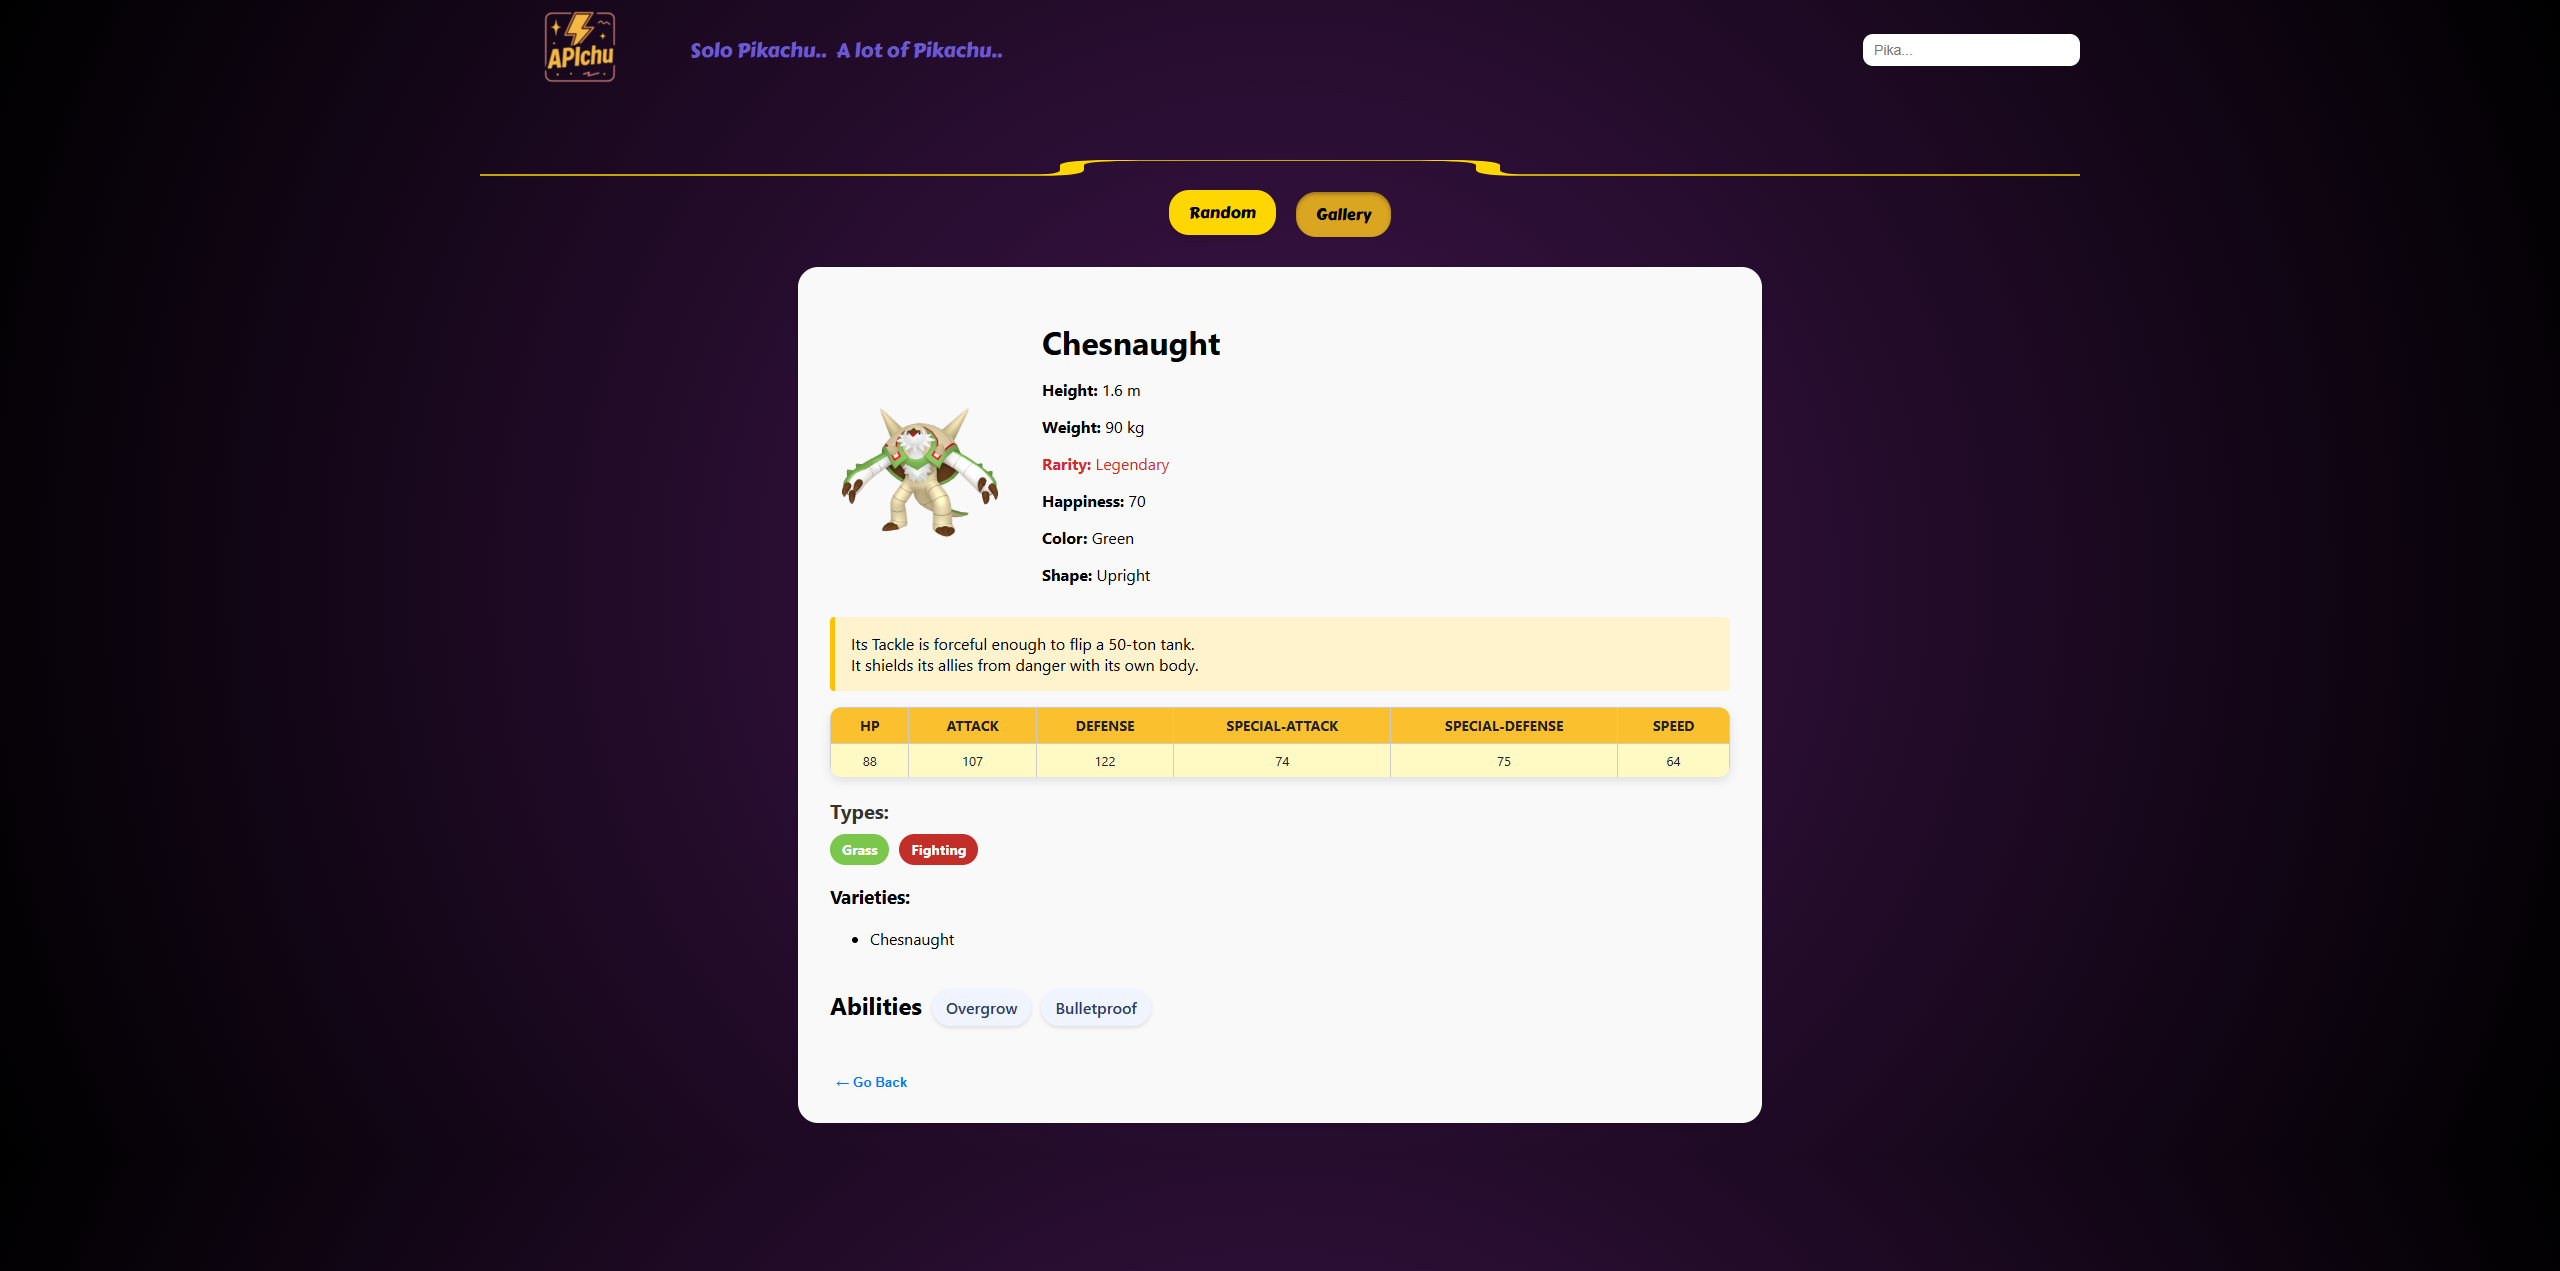 APIchu
Solo Pikachu.. A lot of Pikachu..
Pika...
Random
Gallery
Chesnaught
Height: 1.6 m
Weight: 90 kg
Rarity: Legendary
Happiness: 70
Color: Green
Shape: Upright
Its Tackle is forceful enough to flip a 50-ton tank.
It shields its allies from danger with its own body.
HP ATTACK DEFENSE SPECIAL-ATTACK SPECIAL-DEFENSE SPEED
88 107 122 74 75 64
Types:
Grass Fighting
Varieties:
• Chesnaught
Abilities Overgrow Bulletproof
← Go Back